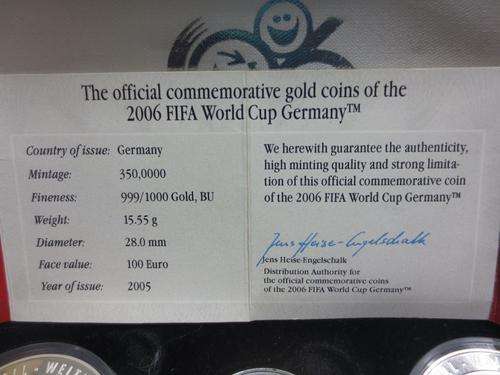 The official commemorative gold coins of the
2006 FIFA World Cup Germany™
Country of issue: Germany
Mintage: 350,0000
Fineness: 999/1000 Gold, BU
Weight: 15.55 g
Diameter: 28.0 mm
Face value: 100 Euro
Year of issue: 2005
We herewith guarantee the authenticity,
high minting quality and strong limita-
tion of this official commemorative coin
of the 2006 FIFA World Cup Germany™
Jens Heise-Engelschalk
Jens Heise-Engelschalk
Distribution Authority for
the official commemorative coins
of the 2006 FIFA World Cup Germany™